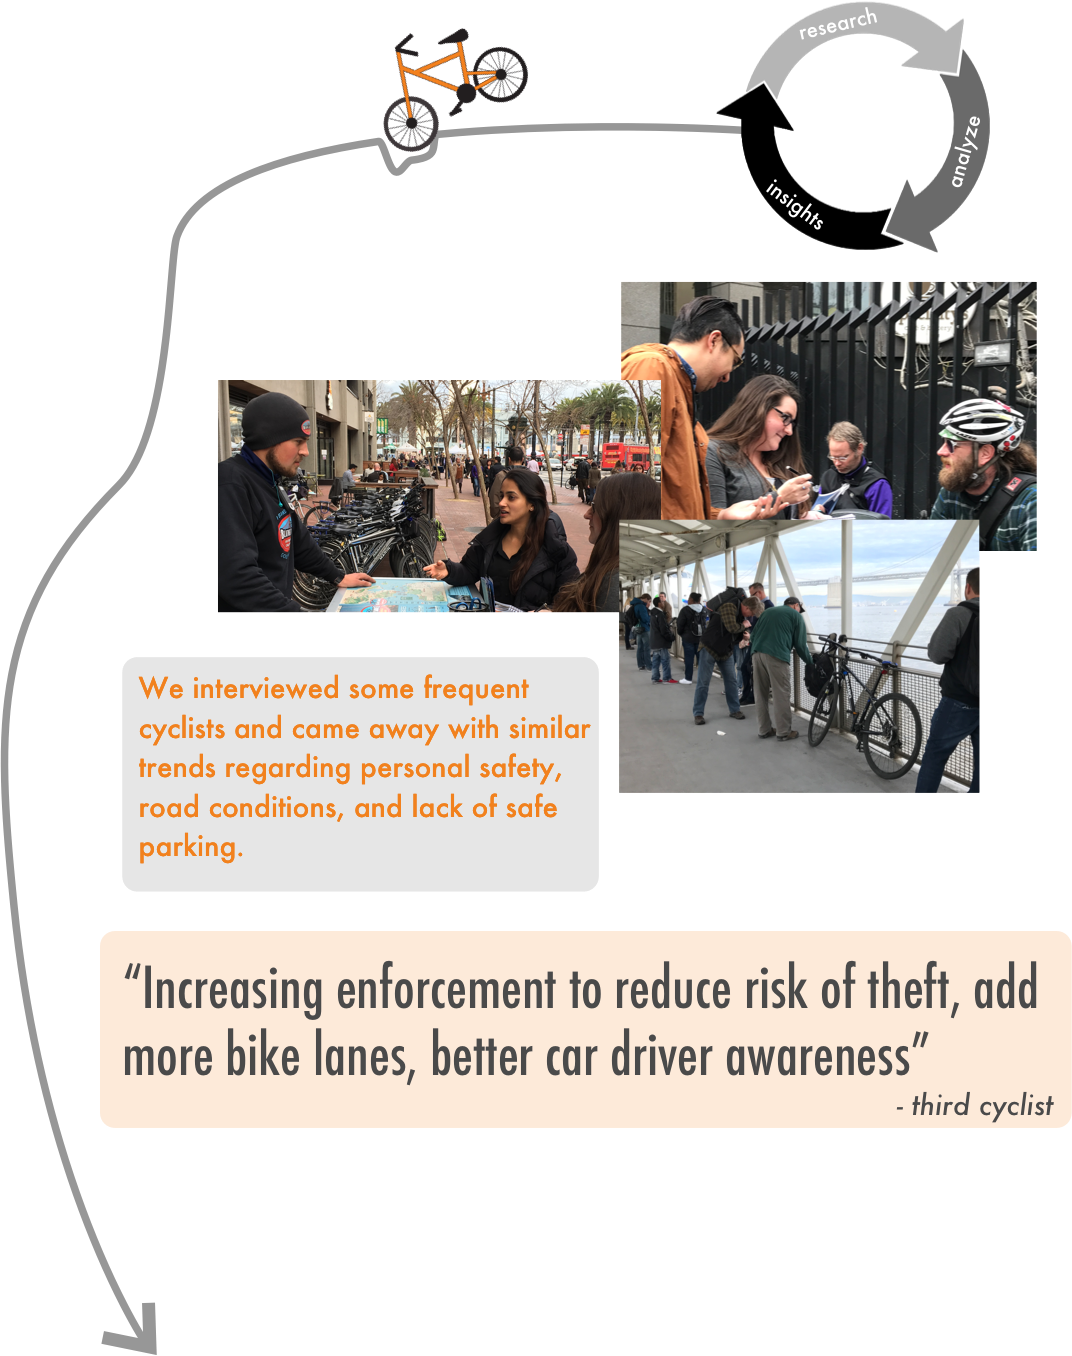 research
analyze
insights
We interviewed some frequent
cyclists and came away with similar
trends regarding personal safety,
road conditions, and lack of safe
parking.
“Increasing enforcement to reduce risk of theft, add
more bike lanes, better car driver awareness”
- third cyclist